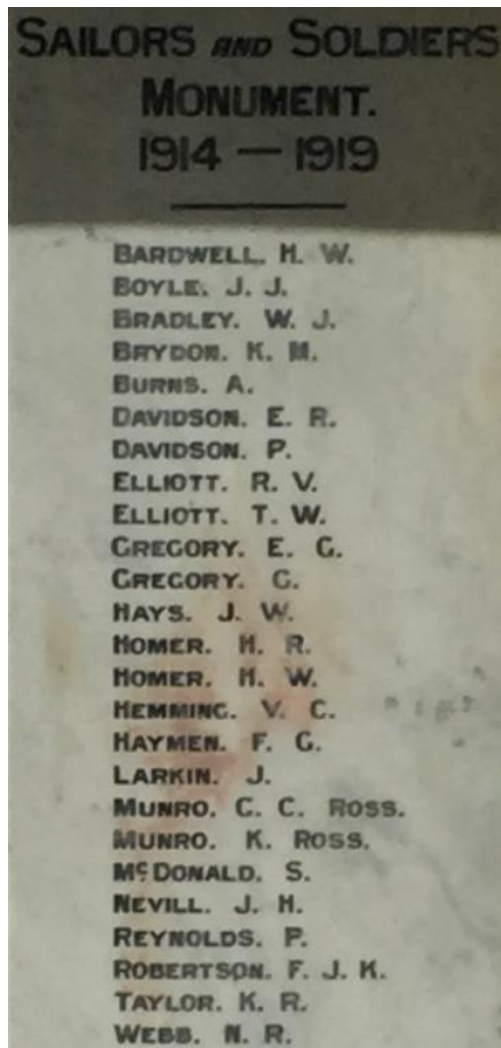 SAILORS AND SOLDIERS
MONUMENT.
1914 — 1919
BARDWELL. H. W.
BOYLE. J. J.
BRADLEY. W. J.
BRYDON. K. M.
BURNS. A.
DAVIDSON. E. R.
DAVIDSON. P.
ELLIOTT. R. V.
ELLIOTT. T. W.
GREGORY. E. G.
GREGORY. G.
HAYS. J. W.
HOMER. H. R.
HOMER. H. W.
HEMMING. V. C.
HAYMEN. F. G.
LARKIN. J.
MUNRO. C. C. ROSS.
MUNRO. K. ROSS.
McDONALD. S.
NEVILL. J. H.
REYNOLDS. P.
ROBERTSON. F. J. K.
TAYLOR. K. R.
WEBB. N. R.